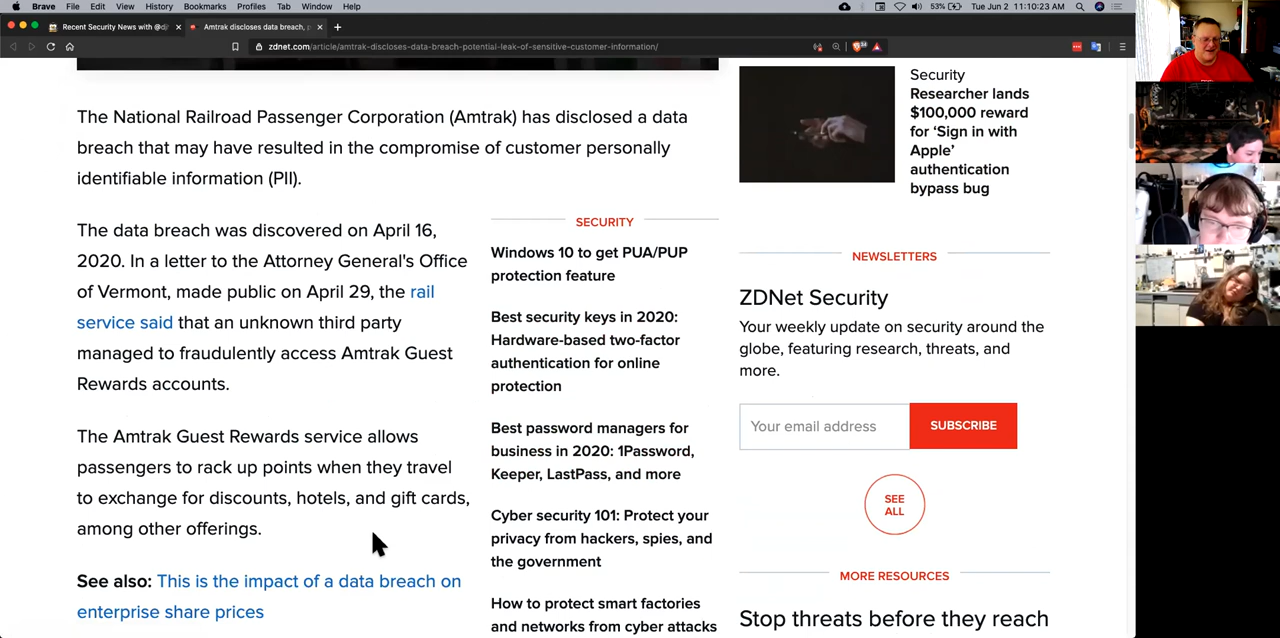 Brave File Edit View History Bookmarks Profiles Tab Window Help
53% Tue Jun 2 11:10:23 AM
Recent Security News with @dj
Amtrak discloses data breach, p
zdnet.com/article/amtrak-discloses-data-breach-potential-leak-of-sensitive-customer-information/
The National Railroad Passenger Corporation (Amtrak) has disclosed a data
breach that may have resulted in the compromise of customer personally
identifiable information (PII).
The data breach was discovered on April 16,
2020. In a letter to the Attorney General's Office
of Vermont, made public on April 29, the rail
service said that an unknown third party
managed to fraudulently access Amtrak Guest
Rewards accounts.
The Amtrak Guest Rewards service allows
passengers to rack up points when they travel
to exchange for discounts, hotels, and gift cards,
among other offerings.
See also: This is the impact of a data breach on
enterprise share prices
SECURITY
Windows 10 to get PUA/PUP
protection feature
Best security keys in 2020:
Hardware-based two-factor
authentication for online
protection
Best password managers for
business in 2020: 1Password,
Keeper, LastPass, and more
Cyber security 101: Protect your
privacy from hackers, spies, and
the government
How to protect smart factories
and networks from cyber attacks
Security
Researcher lands
$100,000 reward
for ‘Sign in with
Apple’
authentication
bypass bug
NEWSLETTERS
ZDNet Security
Your weekly update on security around the
globe, featuring research, threats, and
more.
Your email address
SUBSCRIBE
SEE
ALL
MORE RESOURCES
Stop threats before they reach